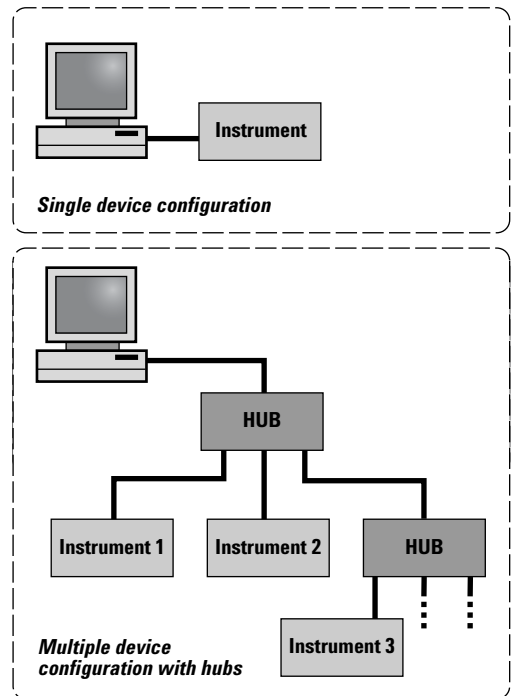 Instrument
Single device configuration
HUB
Instrument 1
Instrument 2
HUB
Instrument 3
Multiple device
configuration with hubs